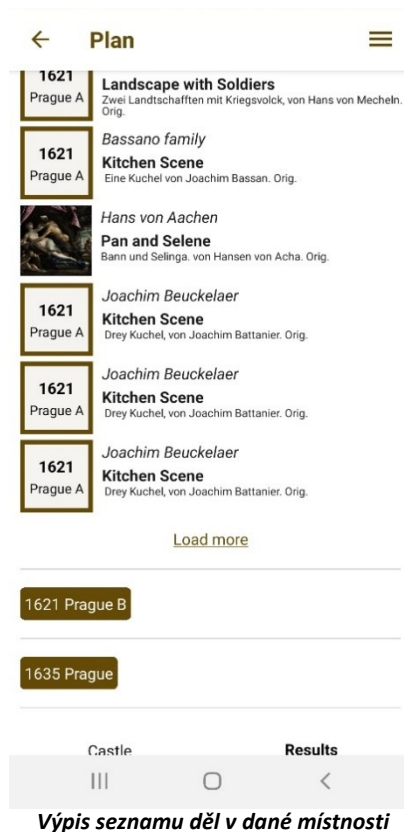 Plan
1621
Prague A
Landscape with Soldiers
Zwei Landtschafften mit Kriegsvolck, von Hans von Mecheln.
Orig.
Bassano family
1621
Prague A
Kitchen Scene
Eine Kuchel von Joachim Bassan. Orig.
Hans von Aachen
Pan and Selene
Bann und Selinga. von Hansen von Acha. Orig.
Joachim Beuckelaer
1621
Prague A
Kitchen Scene
Drey Kuchel, von Joachim Battanier. Orig.
Joachim Beuckelaer
1621
Prague A
Kitchen Scene
Drey Kuchel, von Joachim Battanier. Orig.
Joachim Beuckelaer
1621
Prague A
Kitchen Scene
Drey Kuchel, von Joachim Battanier. Orig.
Load more
1621 Prague B
1635 Prague
Castle
Results
Výpis seznamu děl v dané místnosti